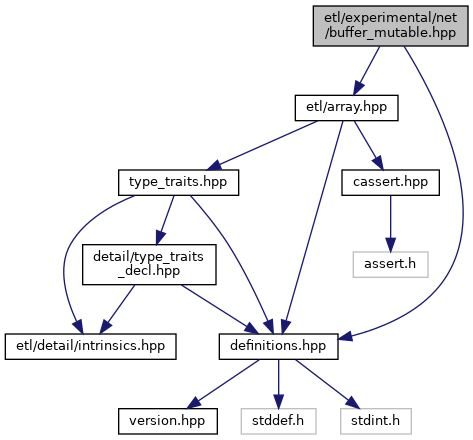 etl/experimental/net
/buffer_mutable.hpp
etl/array.hpp
type_traits.hpp
cassert.hpp
detail/type_traits
_decl.hpp
assert.h
etl/detail/intrinsics.hpp
definitions.hpp
version.hpp
stddef.h
stdint.h